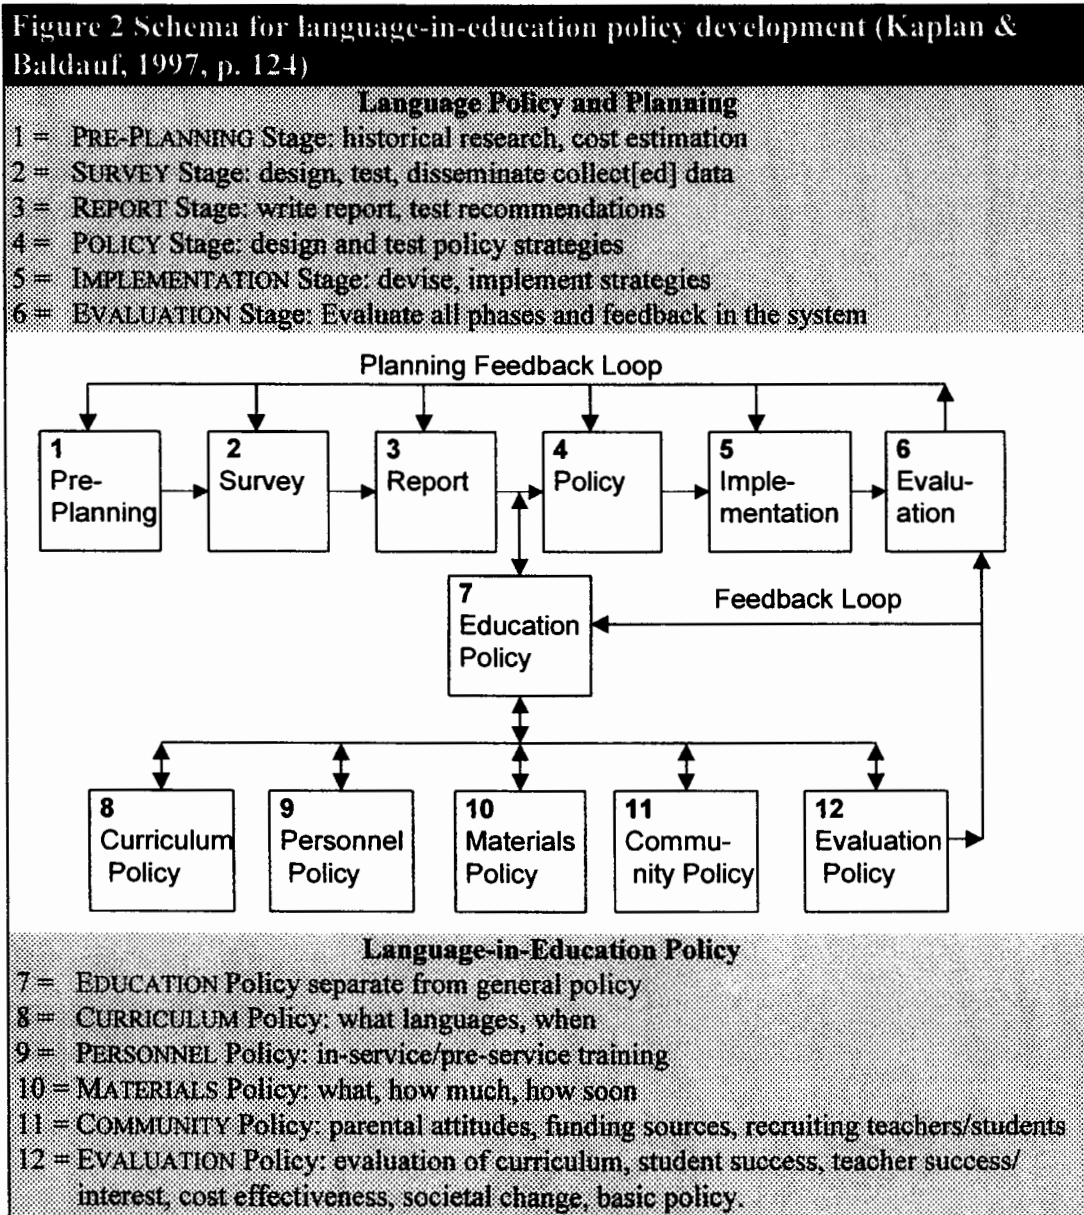 Figure 2 Schema for language-in-education policy development (Kaplan &
Baldauf, 1997, p. 124)
Language Policy and Planning
1 = PRE-PLANNING Stage: historical research, cost estimation
2 = SURVEY Stage: design, test, disseminate collect[ed] data
3 = REPORT Stage: write report, test recommendations
4 = POLICY Stage: design and test policy strategies
5 = IMPLEMENTATION Stage: devise, implement strategies
6 = EVALUATION Stage: Evaluate all phases and feedback in the system
Planning Feedback Loop
1
Pre-
Planning
2
Survey
3
Report
4
Policy
5
Imple-
mentation
6
Evalu-
ation
7
Education
Policy
Feedback Loop
8
Curriculum
Policy
9
Personnel
Policy
10
Materials
Policy
11
Commu-
nity Policy
12
Evaluation
Policy
Language-in-Education Policy
7 = EDUCATION Policy separate from general policy
8 = CURRICULUM Policy: what languages, when
9 = PERSONNEL Policy: in-service/pre-service training
10 = MATERIALS Policy: what, how much, how soon
11 = COMMUNITY Policy: parental attitudes, funding sources, recruiting teachers/students
12 = EVALUATION Policy: evaluation of curriculum, student success, teacher success/
interest, cost effectiveness, societal change, basic policy.